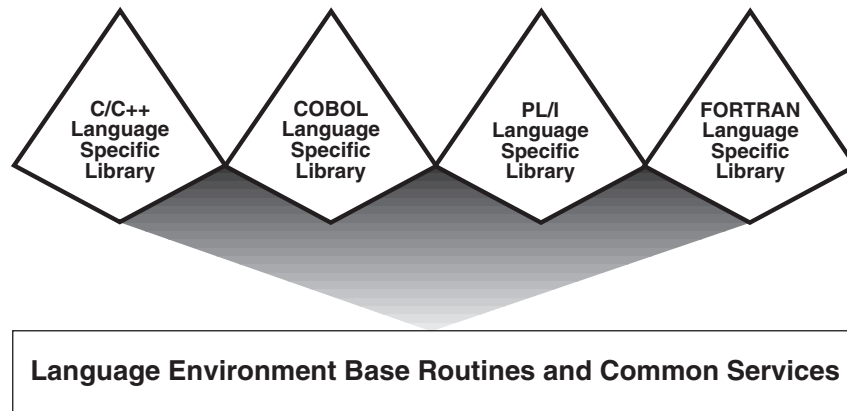 C/C++
Language
Specific
Library
COBOL
Language
Specific
Library
PL/I
Language
Specific
Library
FORTRAN
Language
Specific
Library
Language Environment Base Routines and Common Services